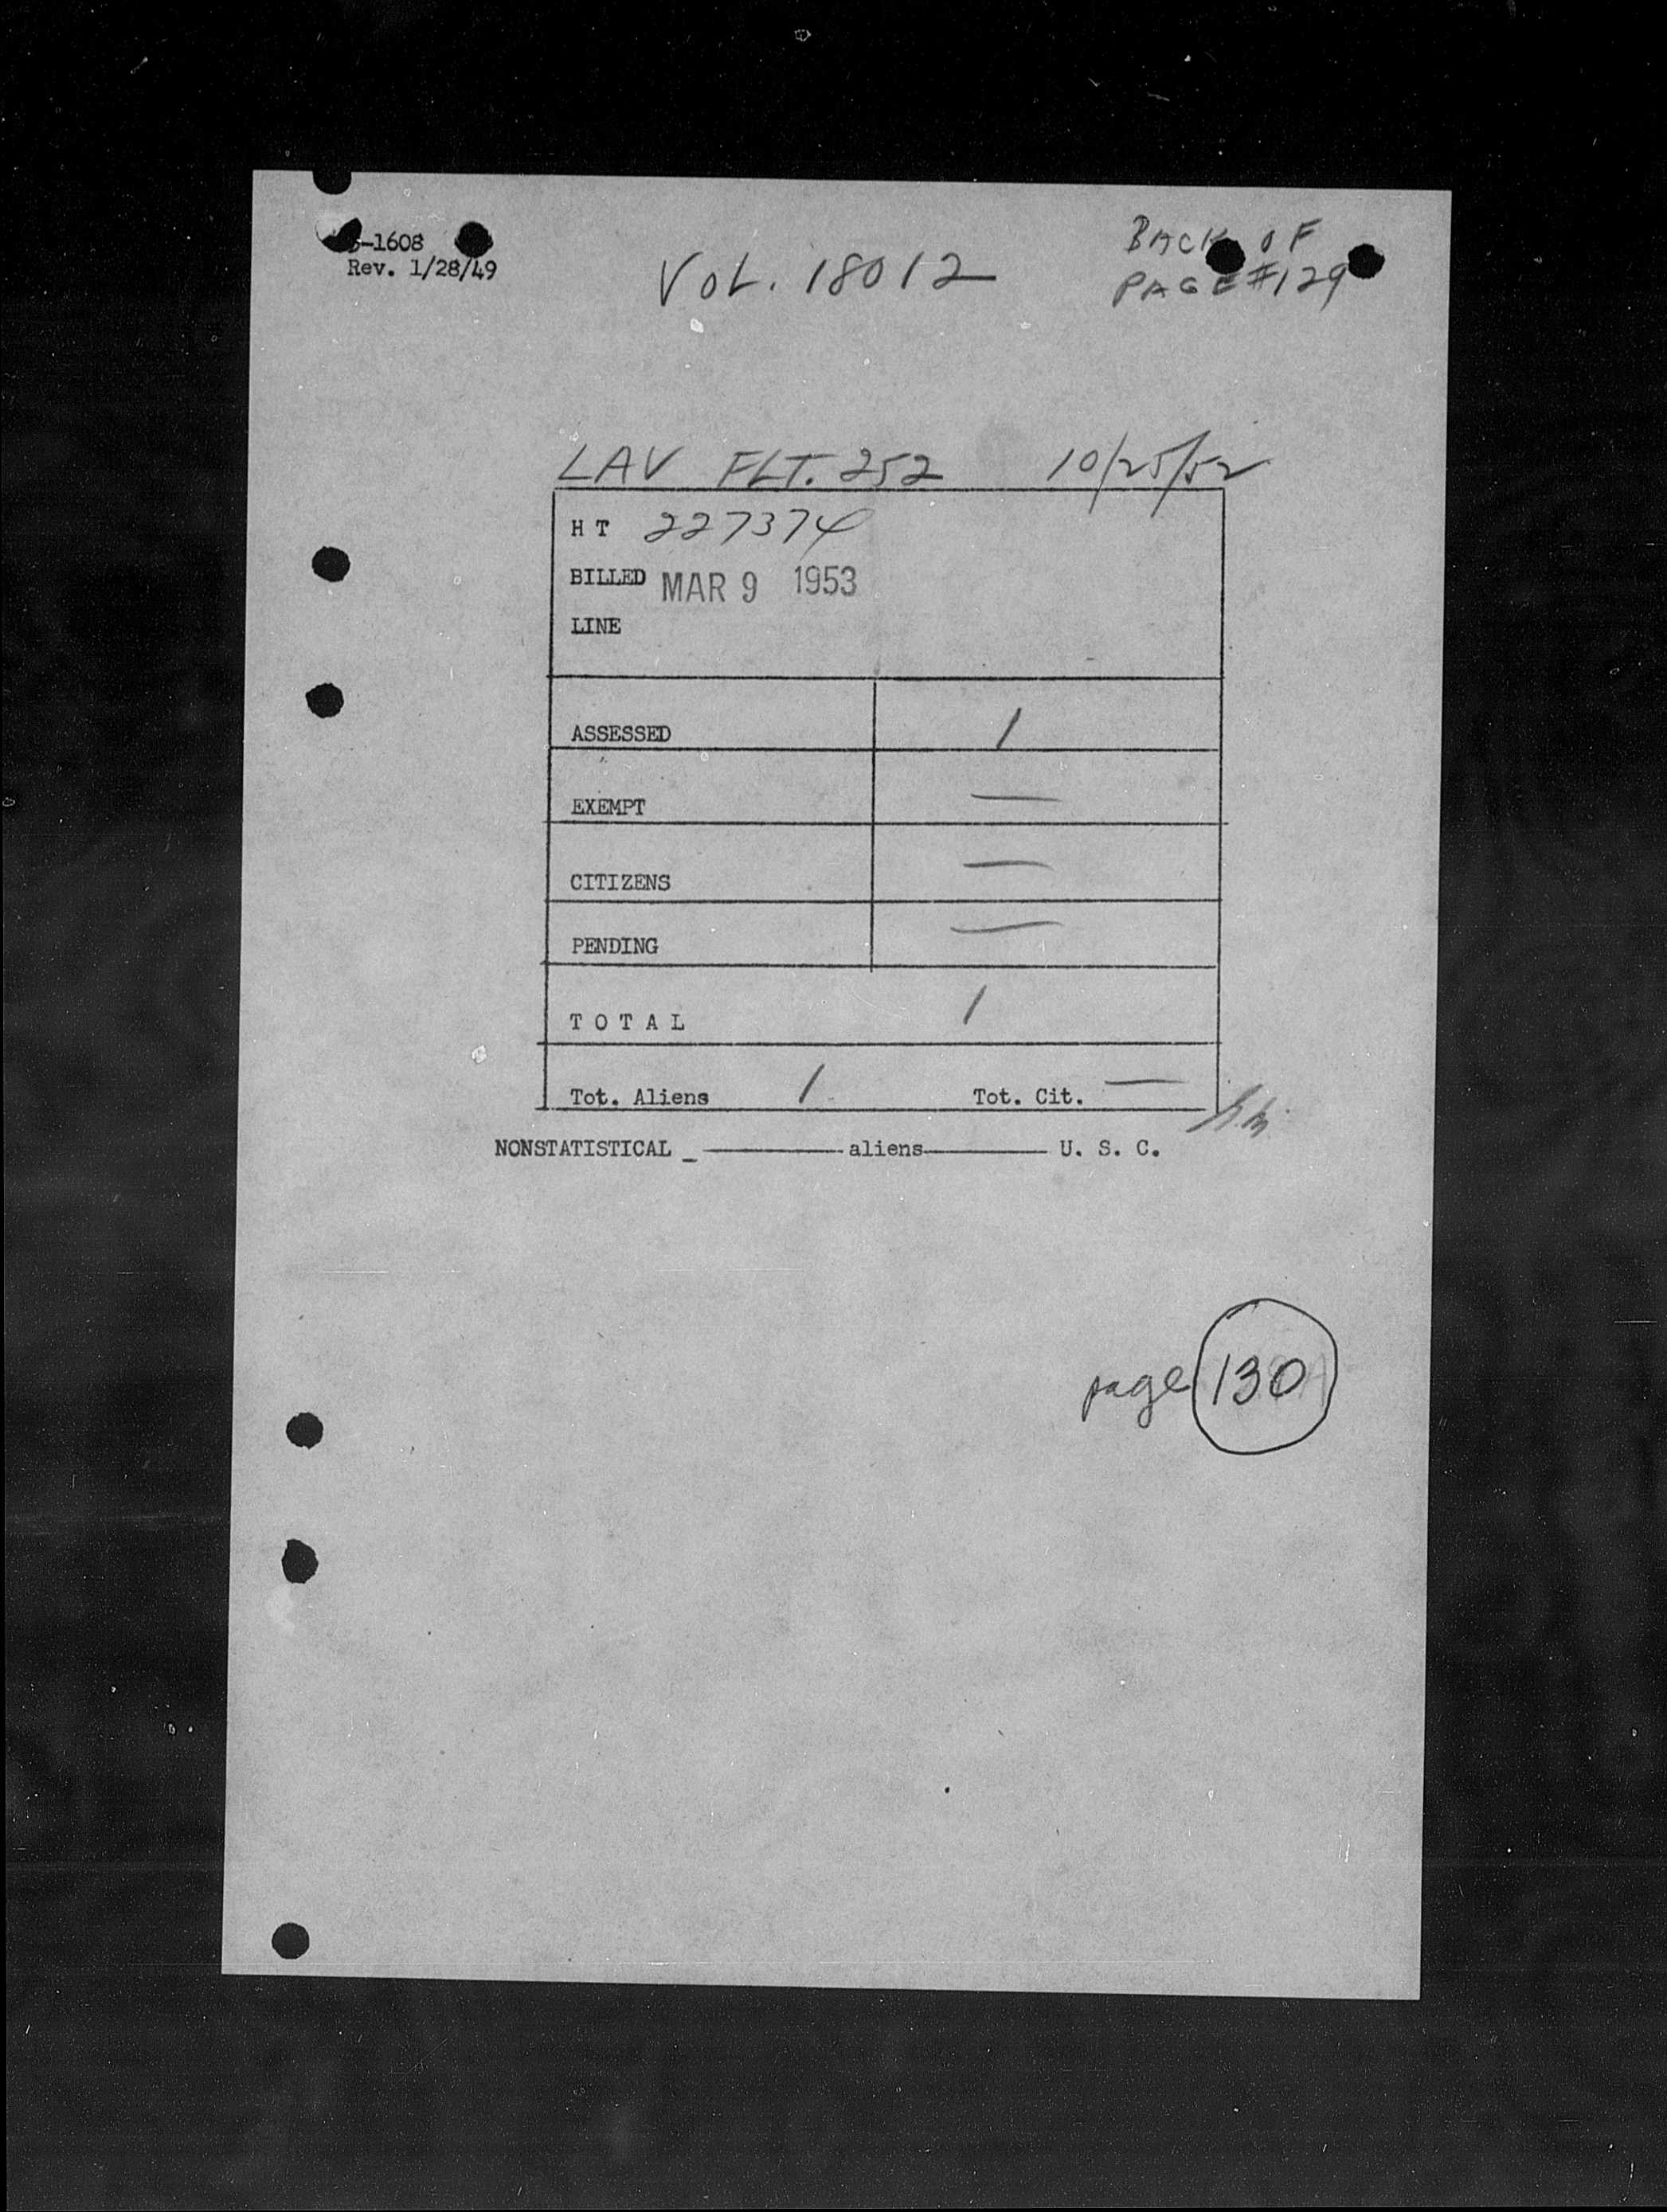 -1608
Rev. 1/28/49
VOL. 18012
BACK OF
PAGE #129
LAV FLT. 252 10/25/52
HT 227374
BILLED MAR 9 1953
LINE
ASSESSED 1
EXEMPT —
CITIZENS —
PENDING —
TOTAL 1
Tot. Aliens 1 Tot. Cit. —
NONSTATISTICAL _ ——— aliens ——— U. S. C.
page 130